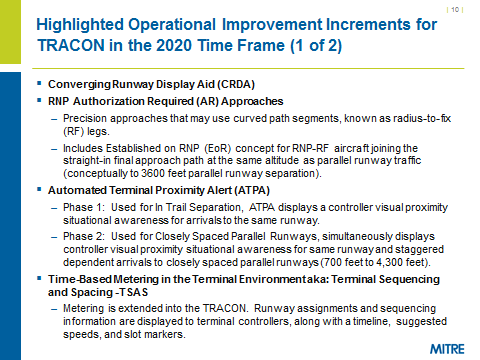 | 10 |
Highlighted Operational Improvement Increments for
TRACON in the 2020 Time Frame (1 of 2)
▪ Converging Runway Display Aid (CRDA)
▪ RNP Authorization Required (AR) Approaches
– Precision approaches that may use curved path segments, known as radius-to-fix
(RF) legs.
– Includes Established on RNP (EoR) concept for RNP-RF aircraft joining the
straight-in final approach path at the same altitude as parallel runway traffic
(conceptually to 3600 feet parallel runway separation).
▪ Automated Terminal Proximity Alert (ATPA)
– Phase 1: Used for In Trail Separation, ATPA displays a controller visual proximity
situational awareness for arrivals to the same runway.
– Phase 2: Used for Closely Spaced Parallel Runways, simultaneously displays
controller visual proximity situational awareness for same runway and staggered
dependent arrivals to closely spaced parallel runways (700 feet to 4,300 feet).
▪ Time-Based Metering in the Terminal Environment aka: Terminal Sequencing
and Spacing -TSAS
– Metering is extended into the TRACON. Runway assignments and sequencing
information are displayed to terminal controllers, along with a timeline, suggested
speeds, and slot markers.
MITRE